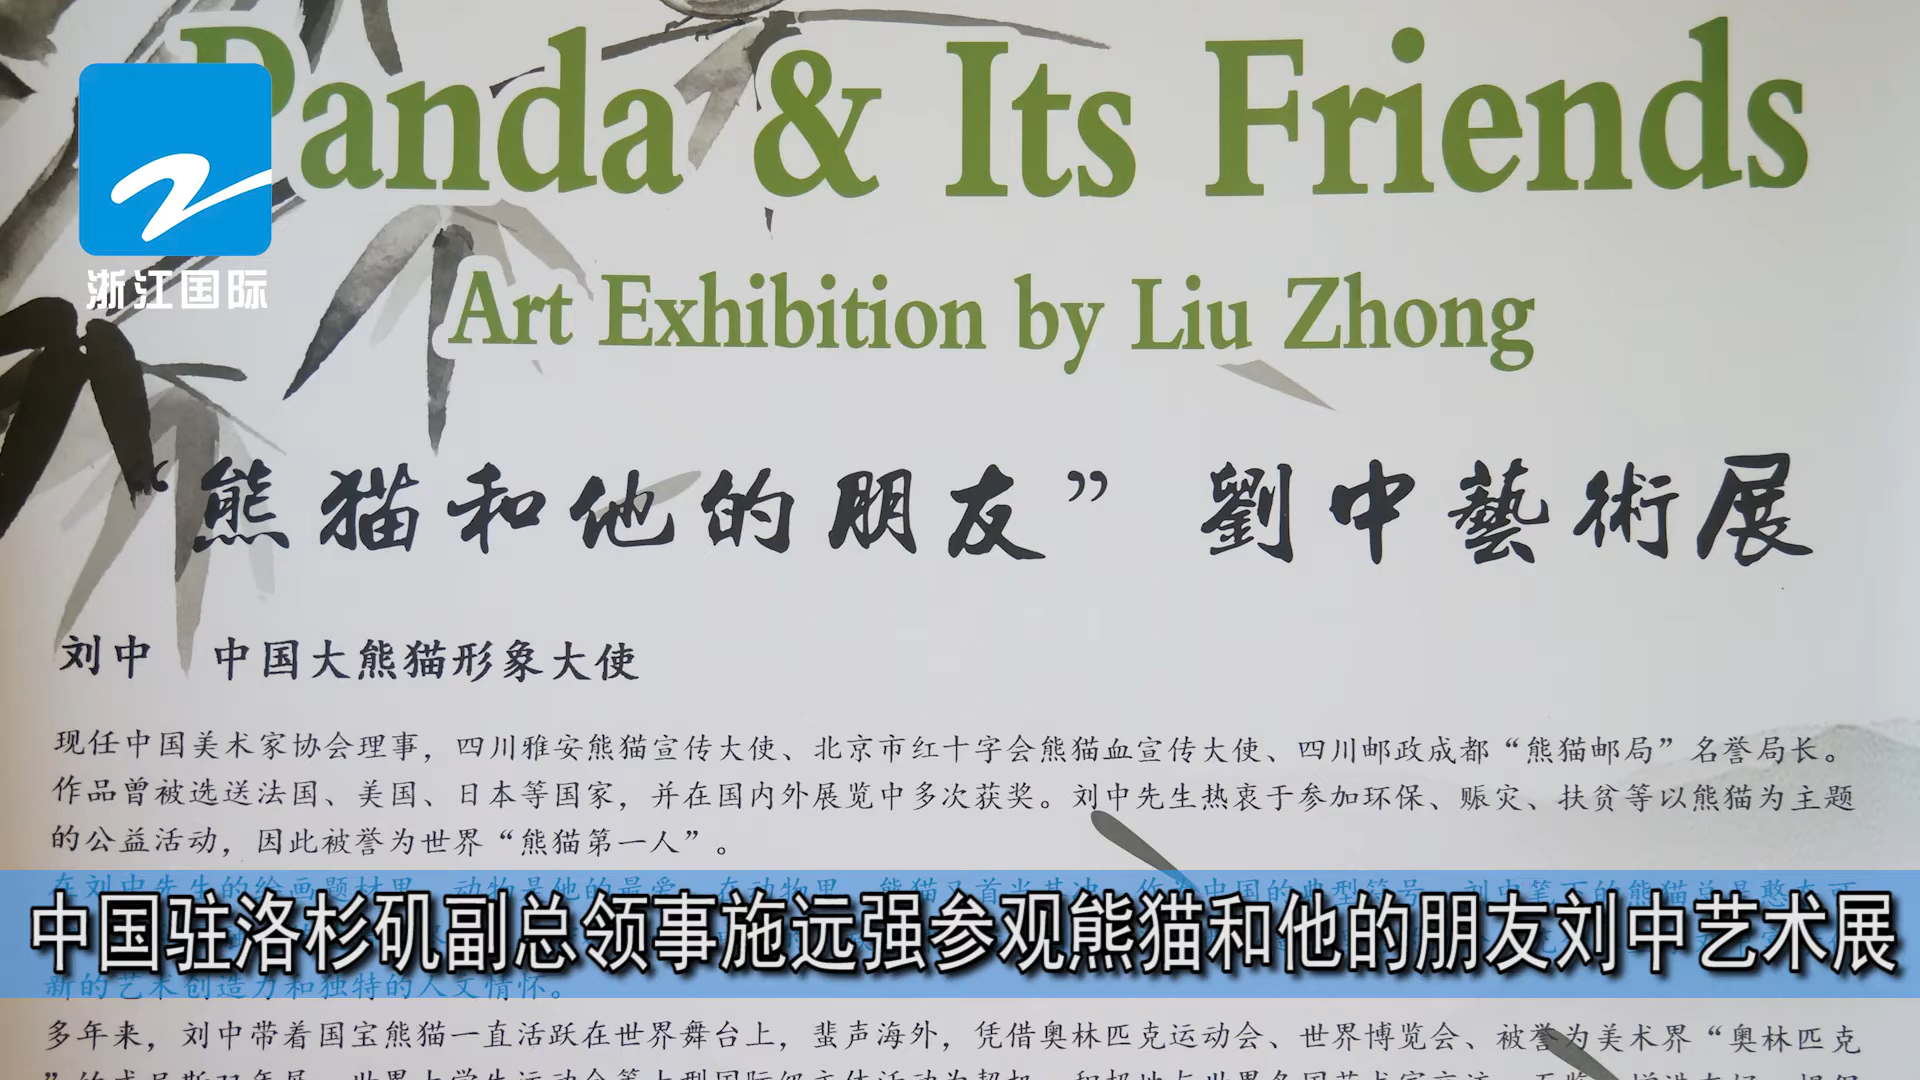 Panda & Its Friends
浙江国际
Art Exhibition by Liu Zhong
“熊猫和他的朋友” 劉中藝術展
刘中 中国大熊猫形象大使
现任中国美术家协会理事，四川雅安熊猫宣传大使、北京市红十字会熊猫血宣传大使、四川邮政成都“熊猫邮局”名誉局长。
作品曾被选送法国、美国、日本等国家，并在国内外展览中多次获奖。刘中先生热衷于参加环保、赈灾、扶贫等以熊猫为主题
的公益活动，因此被誉为世界“熊猫第一人”。
中国驻洛杉矶副总领事施远强参观熊猫和他的朋友刘中艺术展
新的艺术创造力和独特的人文情怀。
多年来，刘中带着国宝熊猫一直活跃在世界舞台上，蜚声海外，凭借奥林匹克运动会、世界博览会、被誉为美术界“奥林匹克